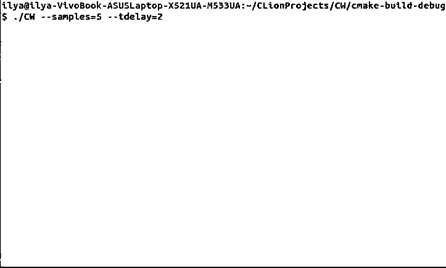 ilya@ilya-VivoBook-ASUSLaptop-X521UA-M533UA:~/CLionProjects/CW/cmake-build-debug
$ ./CW --samples=5 --tdelay=2